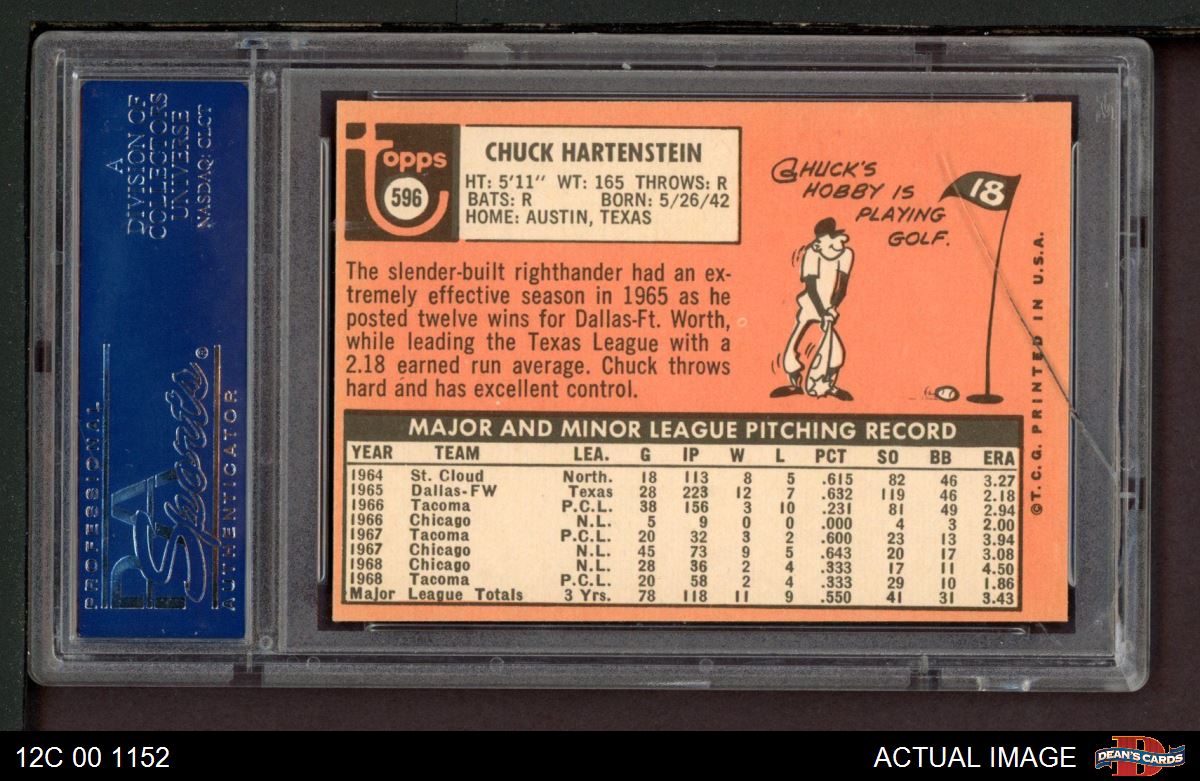 A
DIVISION OF
COLLECTORS
UNIVERSE
NASDAQ: CLCT
PROFESSIONAL
PSA
Sports®
AUTHENTICATOR
Topps
596
CHUCK HARTENSTEIN
HT: 5'11" WT: 165 THROWS: R
BATS: R BORN: 5/26/42
HOME: AUSTIN, TEXAS
The slender-built righthander had an ex-
tremely effective season in 1965 as he
posted twelve wins for Dallas-Ft. Worth,
while leading the Texas League with a
2.18 earned run average. Chuck throws
hard and has excellent control.
CHUCK'S
HOBBY IS
PLAYING
GOLF.
18
MAJOR AND MINOR LEAGUE PITCHING RECORD
YEAR TEAM LEA. G IP W L PCT SO BB ERA
1964 St. Cloud North. 18 113 8 5 .615 82 46 3.27
1965 Dallas-FW Texas 28 223 12 7 .632 119 46 2.18
1966 Tacoma P.C.L. 38 156 3 10 .231 81 49 2.94
1966 Chicago N.L. 5 9 0 0 .000 4 3 2.00
1967 Tacoma P.C.L. 20 32 3 2 .600 23 13 3.94
1967 Chicago N.L. 45 73 9 5 .643 20 17 3.08
1968 Chicago N.L. 28 36 2 4 .333 17 11 4.50
1968 Tacoma P.C.L. 20 58 2 4 .333 29 10 1.86
Major League Totals 3 Yrs. 78 118 11 9 .550 41 31 3.43
©T.C.G. PRINTED IN U.S.A.
12C 00 1152
ACTUAL IMAGE
DEAN'S CARDS